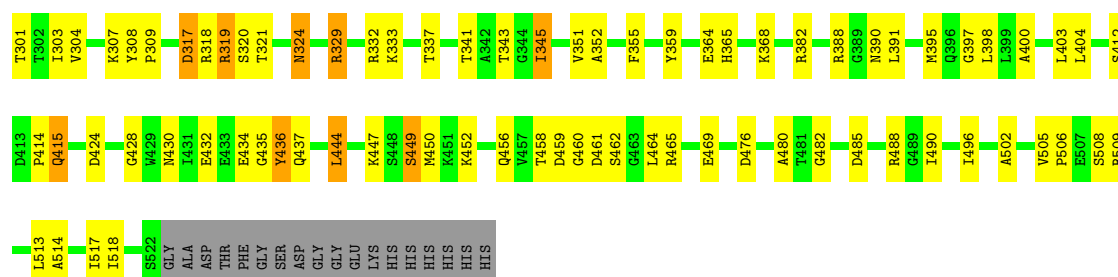 T301 T302 I303 V304 K307 Y308 P309 D317 R318 R319 S320 T321 N324 R329 R332 K333 T337 T341 A342 T343 G344 I345 V351 A352 F355 Y359 E364 H365 K368 R382 R388 G389 N390 L391 M395 Q396 G397 L398 L399 A400 L403 L404 S412
D413 P414 Q415 D424 G428 W429 N430 I431 E432 E433 E434 G435 Y436 Q437 L444 K447 S448 S449 M450 K451 K452 Q456 V457 T458 D459 G460 D461 S462 G463 L464 R465 E469 D476 A480 T481 G482 D485 R488 G489 I490 I496 A502 V505 P506 E507 S508
L513 A514 I517 I518 S522 GLY ALA ASP THR PHE GLY SER ASP GLY GLY GLU LYS HIS HIS HIS HIS HIS HIS